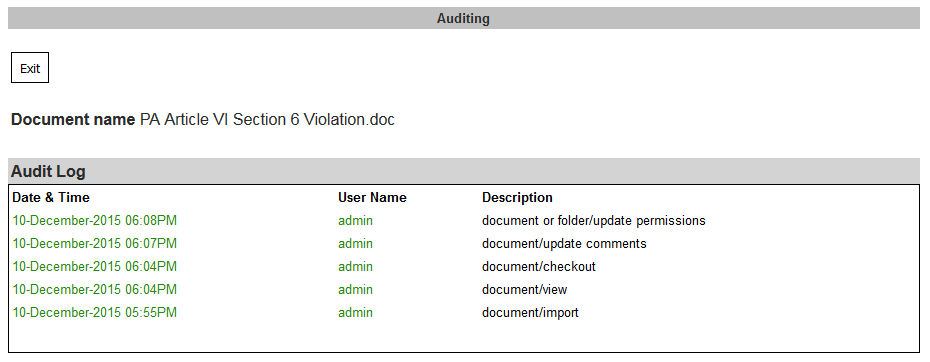 Auditing
Exit
Document name PA Article VI Section 6 Violation.doc
Audit Log
Date & Time User Name Description
10-December-2015 06:08PM admin document or folder/update permissions
10-December-2015 06:07PM admin document/update comments
10-December-2015 06:04PM admin document/checkout
10-December-2015 06:04PM admin document/view
10-December-2015 05:55PM admin document/import